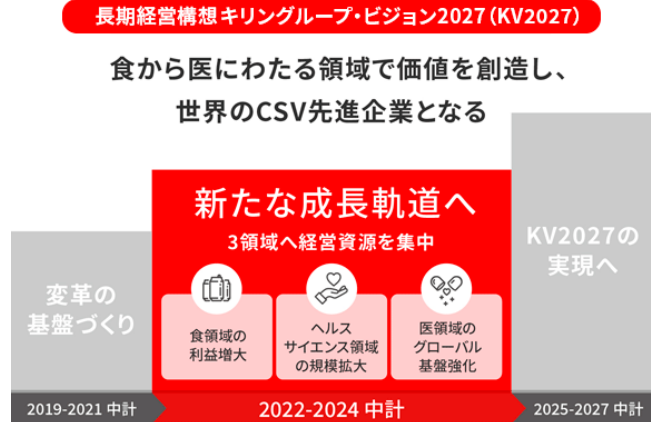 長期経営構想 キリングループ・ビジョン2027（KV2027）
食から医にわたる領域で価値を創造し、
世界のCSV先進企業となる
変革の
基盤づくり
2019-2021 中計
新たな成長軌道へ
3領域へ経営資源を集中
食領域の
利益増大
ヘルス
サイエンス領域
の規模拡大
医領域の
グローバル
基盤強化
2022-2024 中計
KV2027の
実現へ
2025-2027 中計